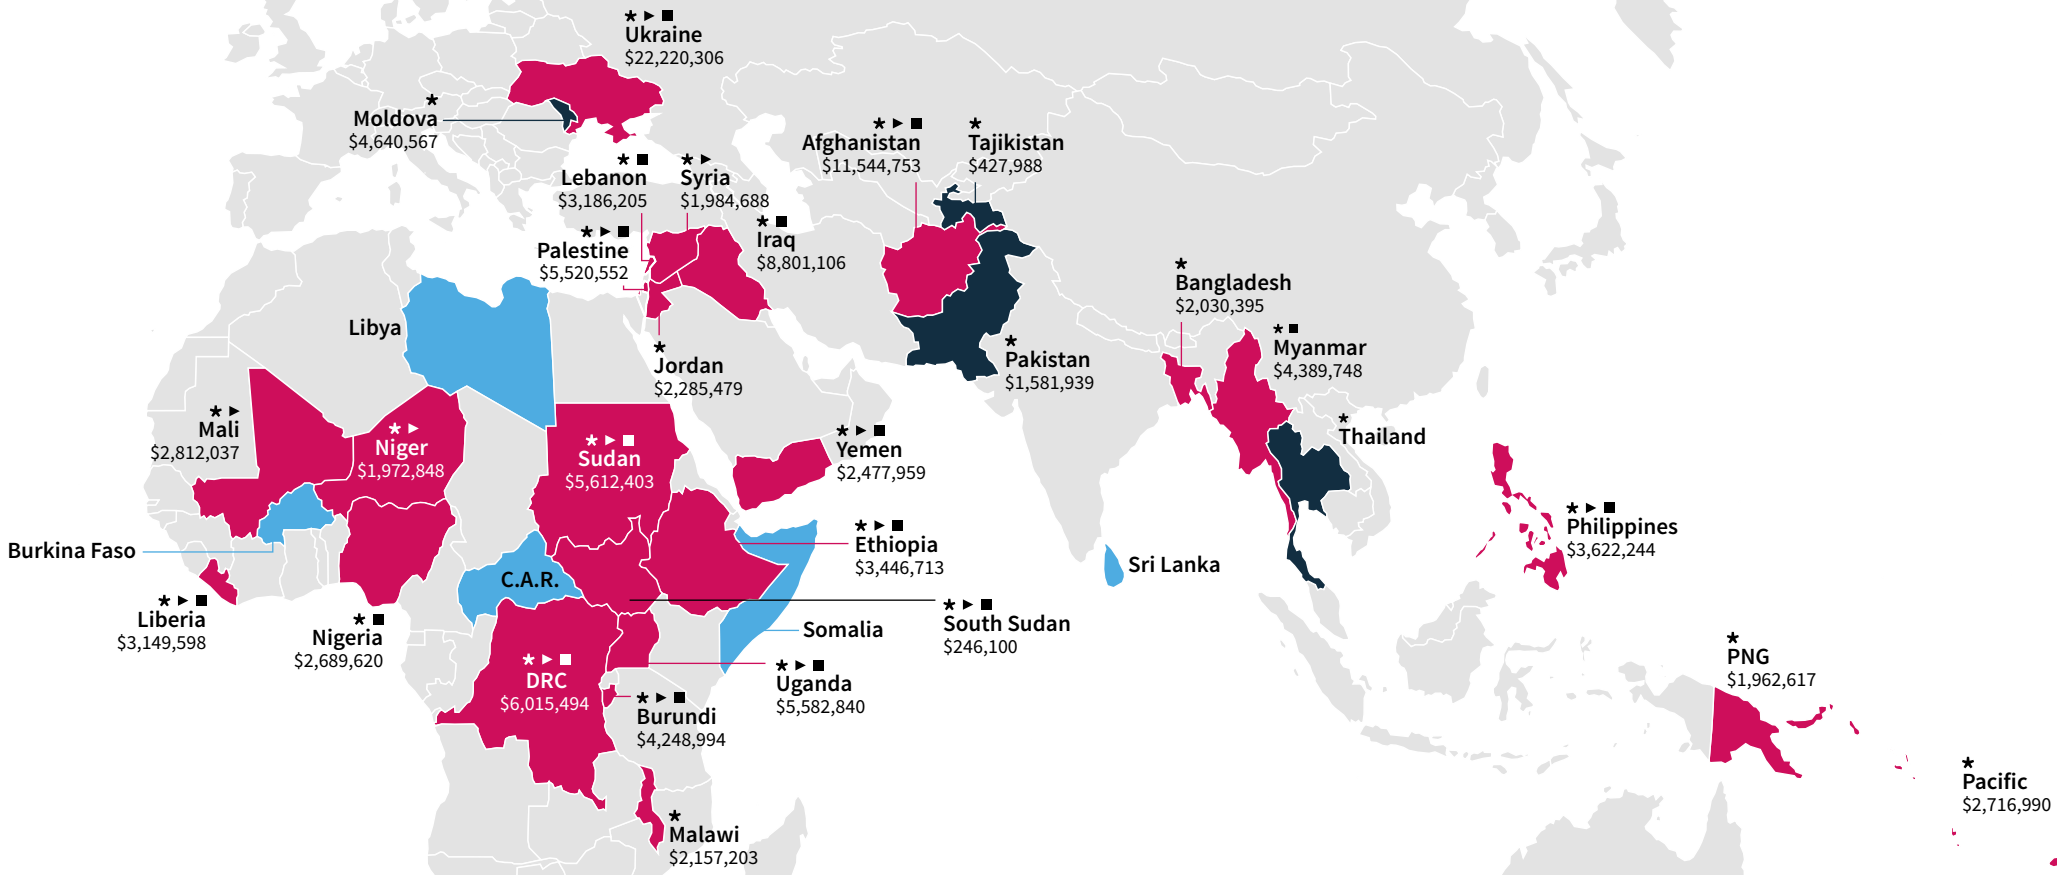 * ► ■
Ukraine
$22,220,306
*
Moldova
$4,640,567
* ■
Lebanon
$3,186,205
* ►
Syria
$1,984,688
* ► ■
Palestine
$5,520,552
* ■
Iraq
$8,801,106
* ► ■
Afghanistan
$11,544,753
*
Tajikistan
$427,988
*
Bangladesh
$2,030,395
Libya
*
Jordan
$2,285,479
*
Pakistan
$1,581,939
* ■
Myanmar
$4,389,748
* ►
Mali
$2,812,037
* ►
Niger
$1,972,848
* ► ■
Sudan
$5,612,403
* ► ■
Yemen
$2,477,959
*
Thailand
* ► ■
Philippines
$3,622,244
Burkina Faso
* ► ■
Ethiopia
$3,446,713
Sri Lanka
C.A.R.
* ► ■
Liberia
$3,149,598
* ■
Nigeria
$2,689,620
Somalia
* ► ■
South Sudan
$246,100
* ► ■
DRC
$6,015,494
* ► ■
Uganda
$5,582,840
* ► ■
Burundi
$4,248,994
*
PNG
$1,962,617
*
Pacific
$2,716,990
*
Malawi
$2,157,203